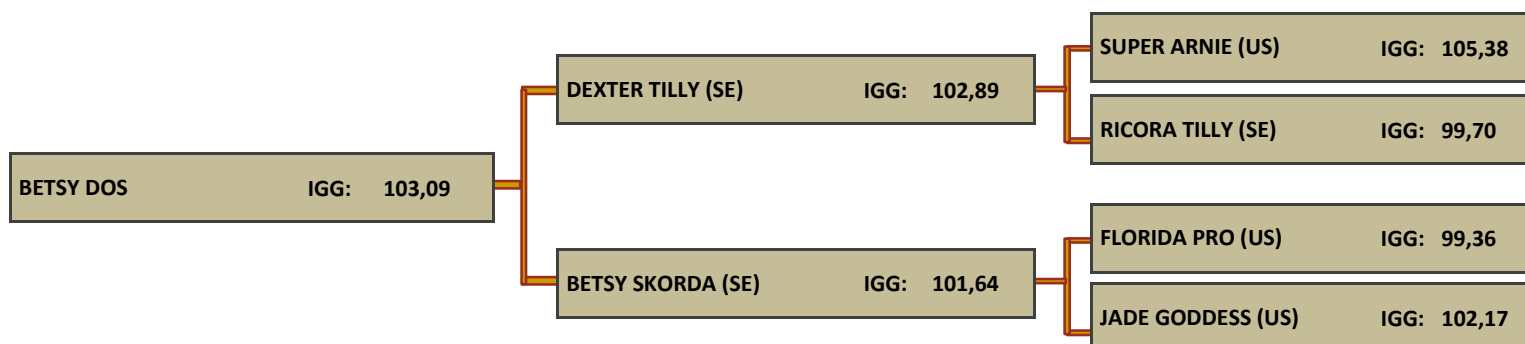 BETSY DOS IGG: 103,09
DEXTER TILLY (SE) IGG: 102,89
BETSY SKORDA (SE) IGG: 101,64
SUPER ARNIE (US) IGG: 105,38
RICORA TILLY (SE) IGG: 99,70
FLORIDA PRO (US) IGG: 99,36
JADE GODDESS (US) IGG: 102,17